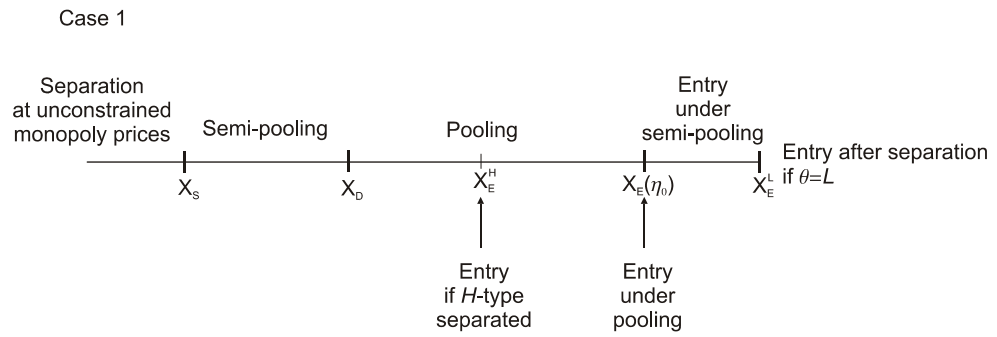 Case 1
Separation
at unconstrained
monopoly prices
Semi-pooling
Pooling
Entry
under
semi-pooling
Entry after separation
if θ=L
X_S
X_D
X_E^H
X_E(η_0)
X_E^L
Entry
if H-type
separated
Entry
under
pooling